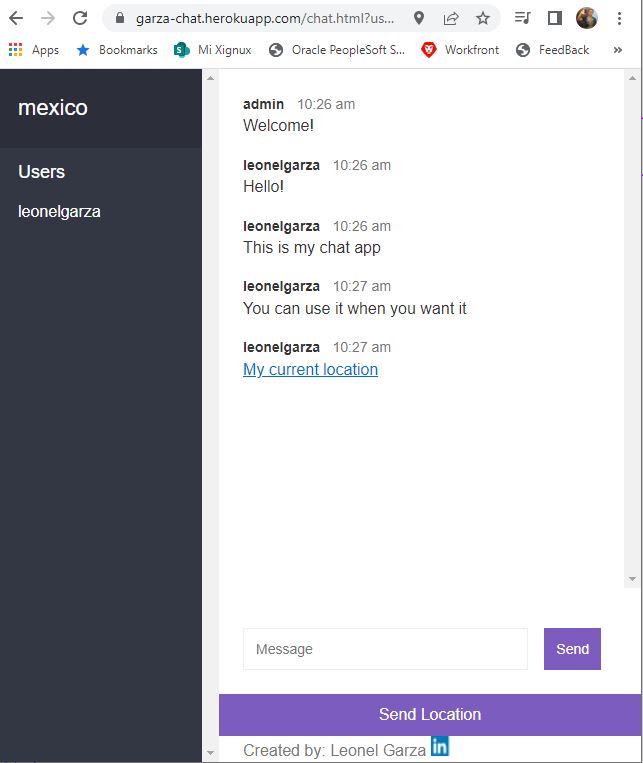 garza-chat.herokuapp.com/chat.html?us...
Apps Bookmarks Mi Xignux Oracle PeopleSoft S... Workfront FeedBack »
mexico
Users
leonelgarza
admin 10:26 am
Welcome!
leonelgarza 10:26 am
Hello!
leonelgarza 10:26 am
This is my chat app
leonelgarza 10:27 am
You can use it when you want it
leonelgarza 10:27 am
My current location
Message Send
Send Location
Created by: Leonel Garza in